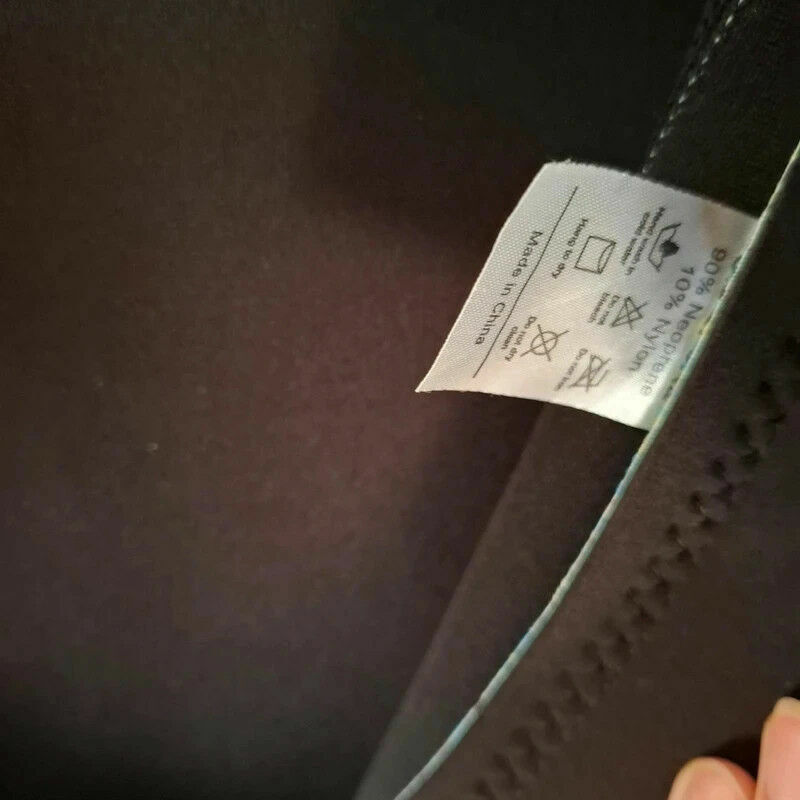 90% Neoprene
10% Nylon
Hand wash in
cold water
Do not
bleach
Do not iron
Hang to dry
Do not dry
clean
Made in China